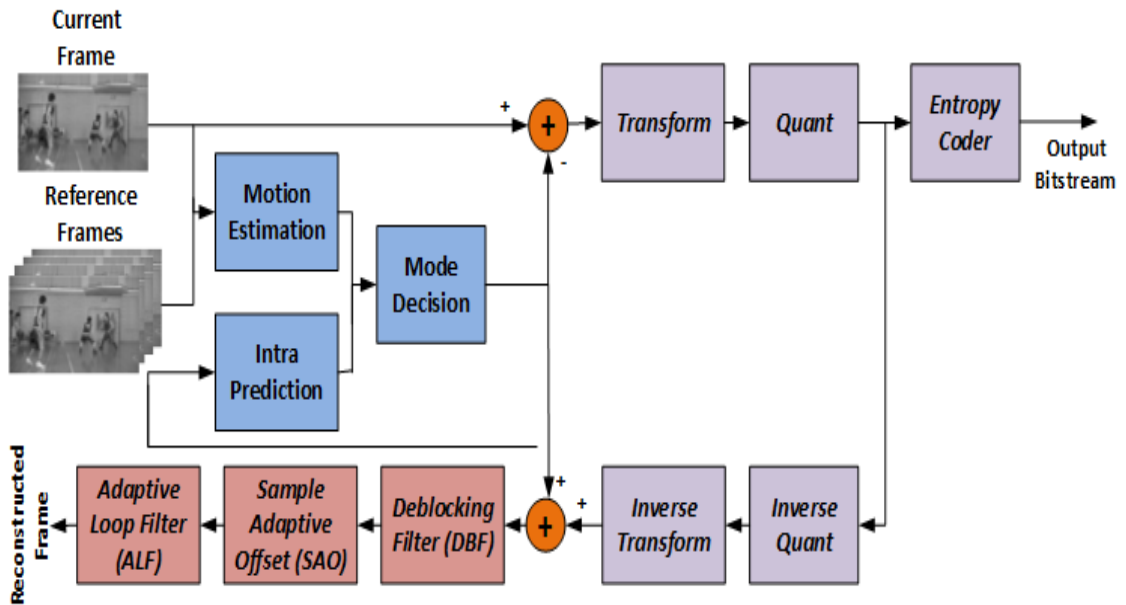 Current
Frame
Reference
Frames
Motion
Estimation
Intra
Prediction
Mode
Decision
+
+
-
Transform
Quant
Entropy
Coder
Output
Bitstream
Reconstructed
Frame
Adaptive
Loop Filter
(ALF)
Sample
Adaptive
Offset (SAO)
Deblocking
Filter (DBF)
+
+
+
Inverse
Transform
Inverse
Quant